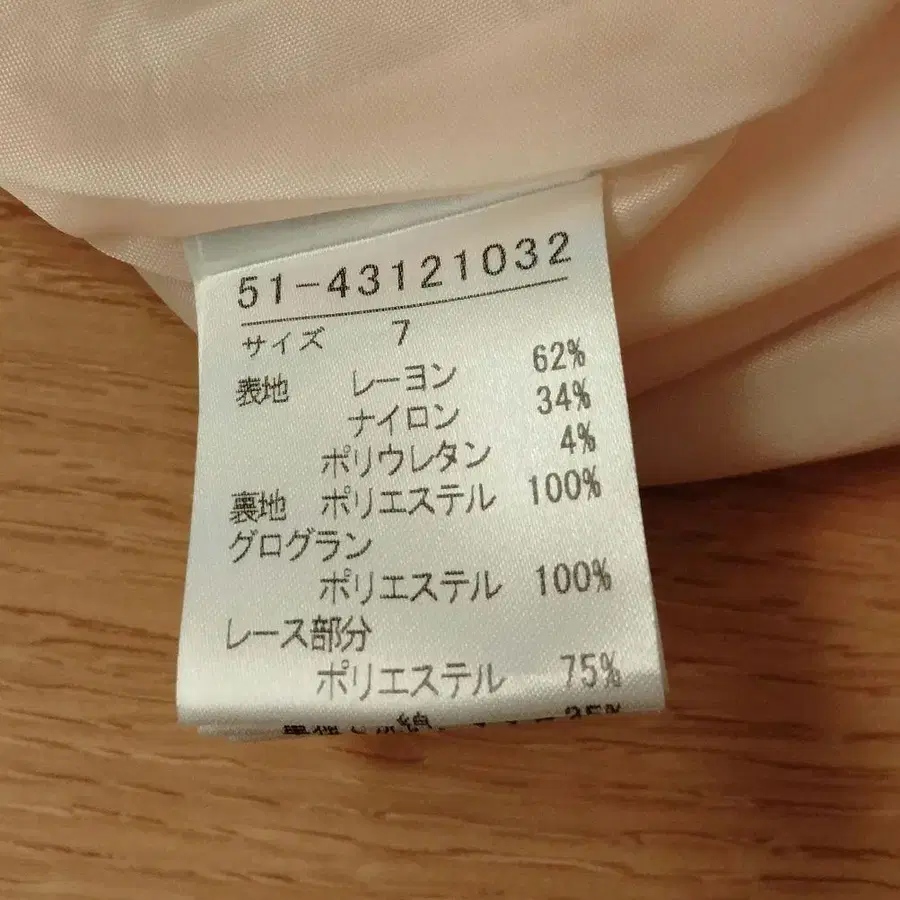 51-43121032
サイズ 7
表地 レーヨン 62%
ナイロン 34%
ポリウレタン 4%
裏地 ポリエステル 100%
グログラン
ポリエステル 100%
レース部分
ポリエステル 75%